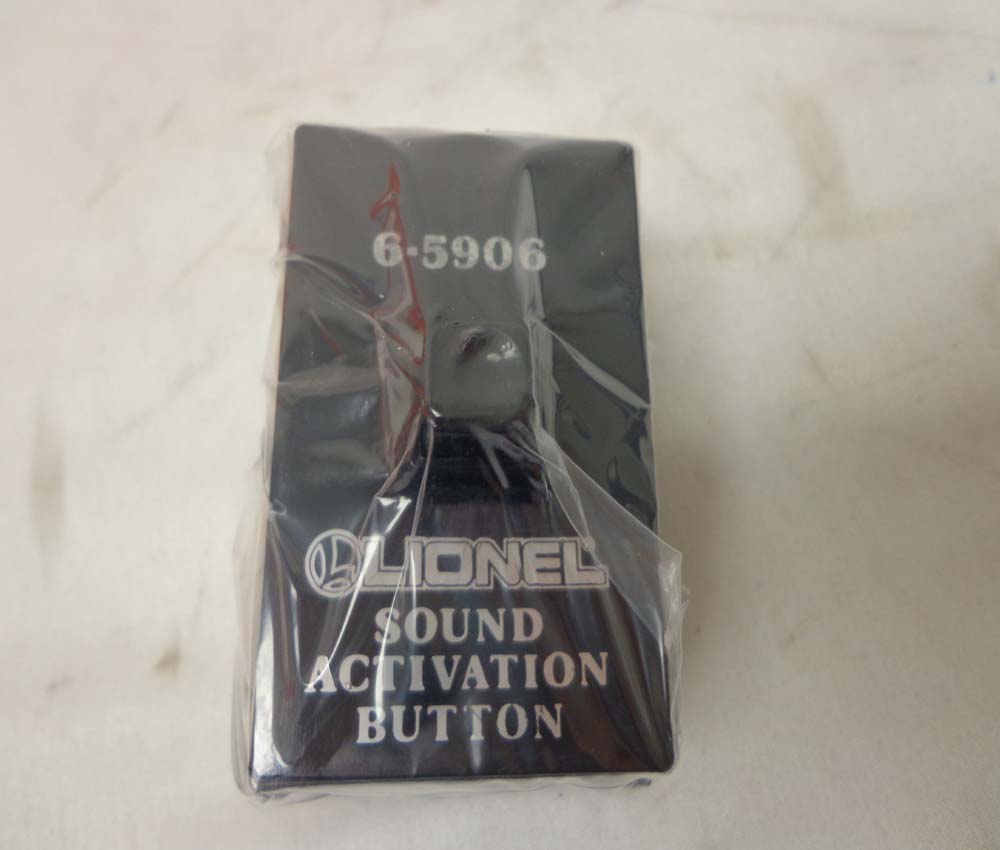 6-5906
LIONEL
SOUND
ACTIVATION
BUTTON